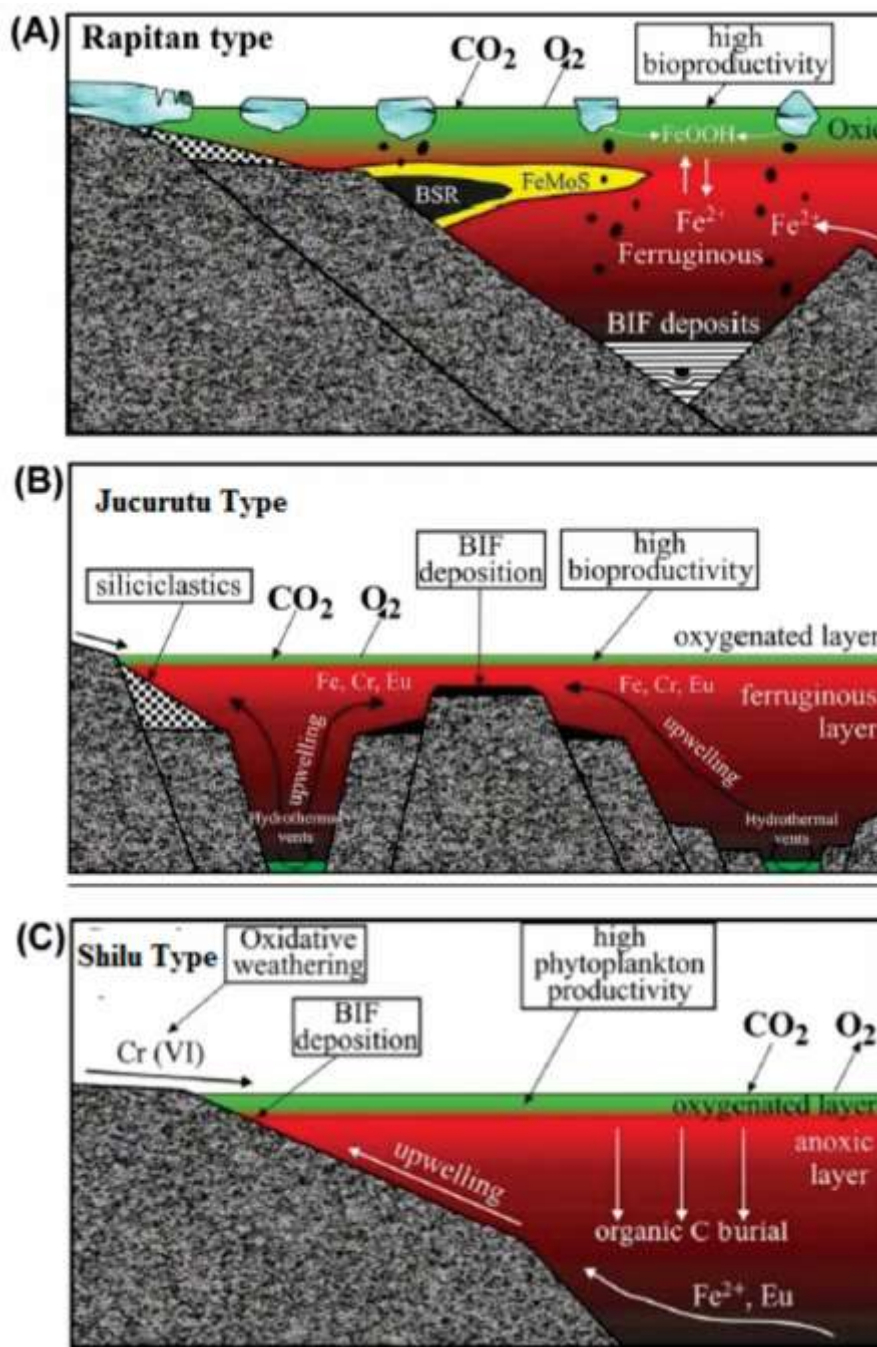 (A)
Rapitan type
CO2 O2
high
bioproductivity
FeOOH
Oxic
BSR
FeMoS
Fe2+
Fe2+
Ferruginous
BIF deposits
(B)
Jucurutu Type
siliciclastics
CO2 O2
BIF
deposition
high
bioproductivity
oxygenated layer
Fe, Cr, Eu
Fe, Cr, Eu
ferruginous
layer
upwelling
upwelling
Hydrothermal
vents
Hydrothermal
vents
(C)
Shilu Type
Oxidative
weathering
Cr (VI)
BIF
deposition
high
phytoplankton
productivity
CO2 O2
oxygenated layer
anoxic
layer
upwelling
organic C burial
Fe2+, Eu